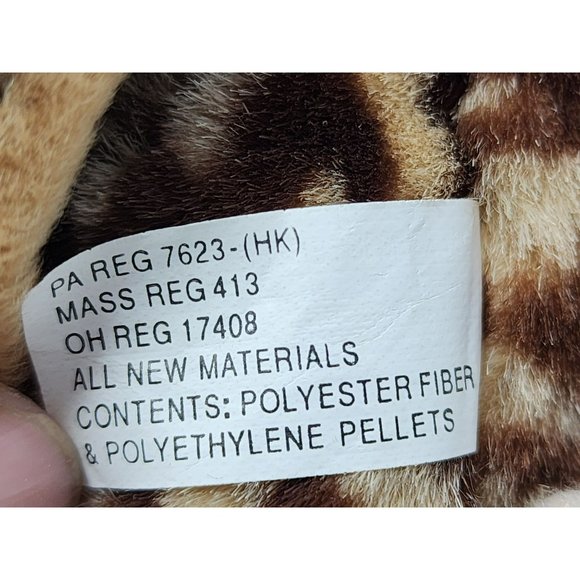 PA REG 7623-(HK)
MASS REG 413
OH REG 17408
ALL NEW MATERIALS
CONTENTS: POLYESTER FIBER
& POLYETHYLENE PELLETS